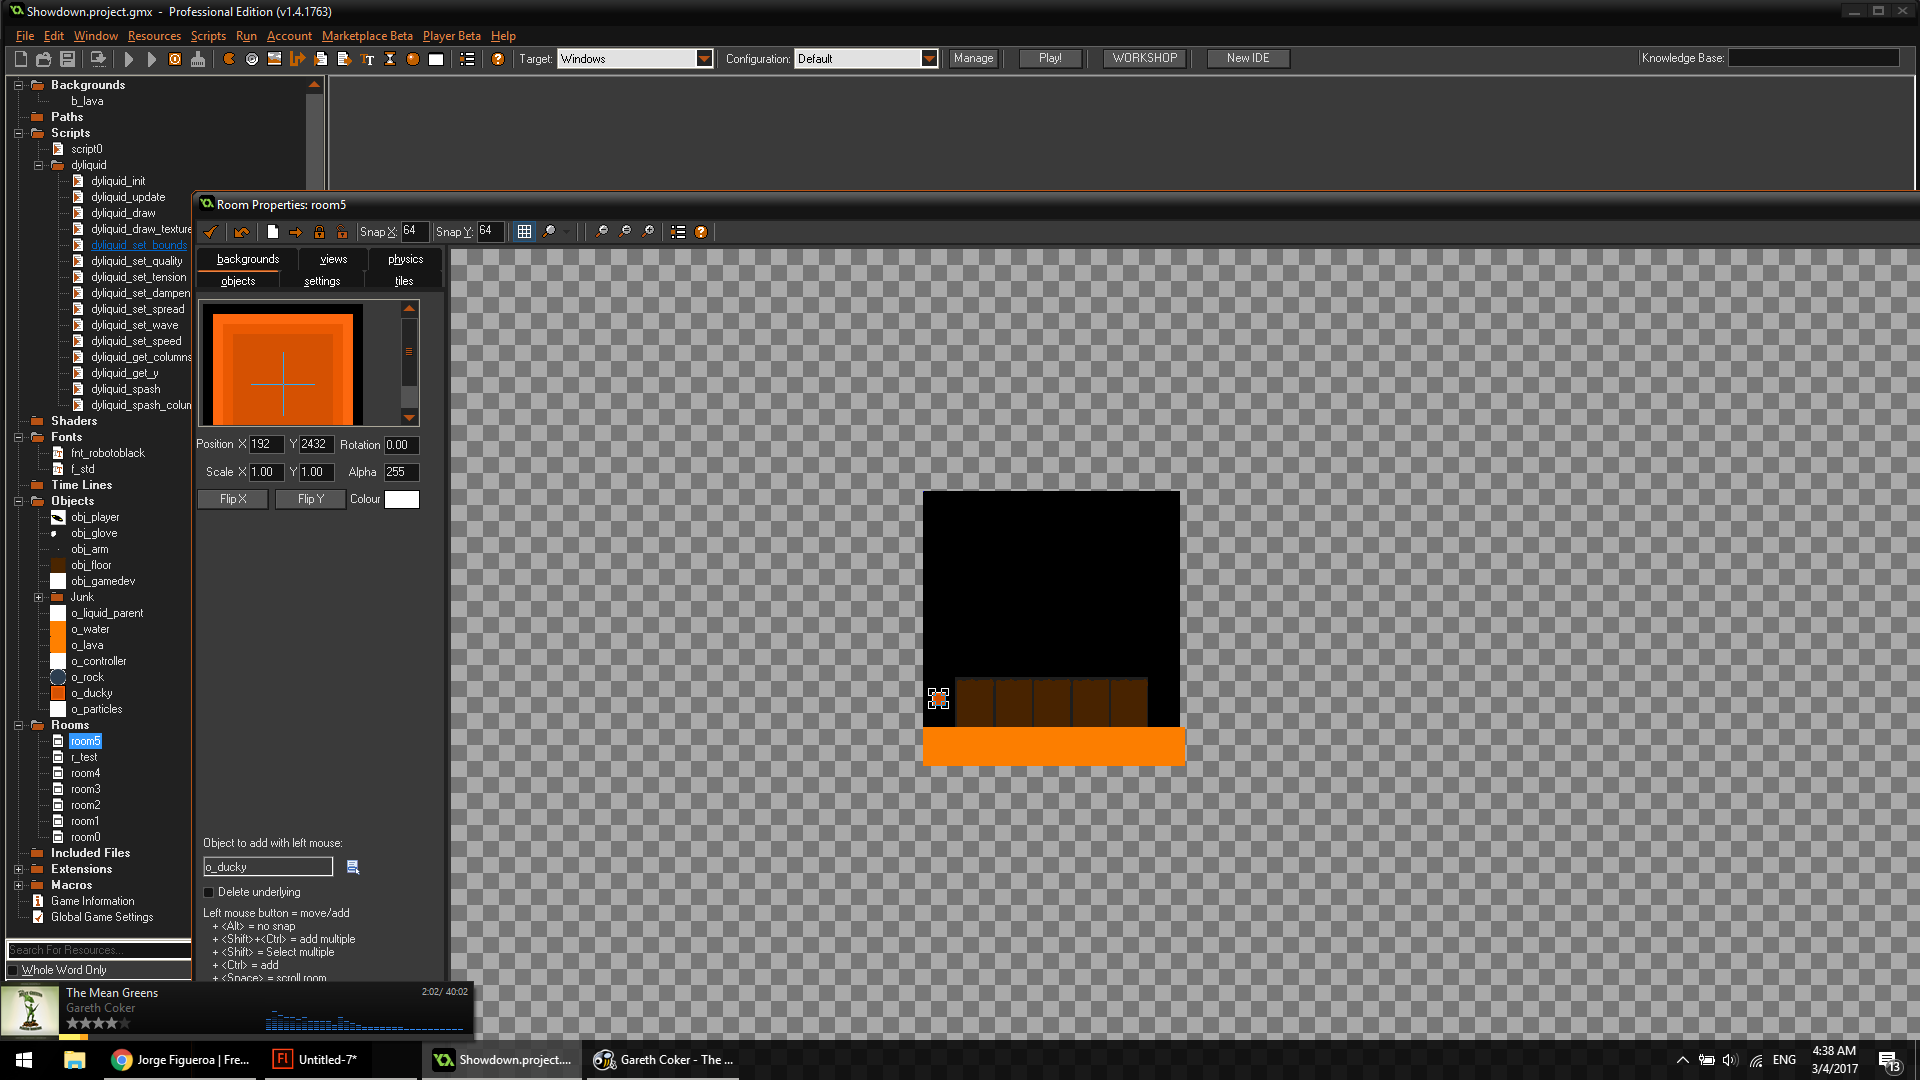 Showdown.project.gmx - Professional Edition (v1.4.1763)
File Edit Window Resources Scripts Run Account Marketplace Beta Player Beta Help
Target: Windows Configuration: Default Manage Play! WORKSHOP New IDE Knowledge Base:
Backgrounds
b_lava
Paths
Scripts
script0
dyliquid
dyliquid_init
dyliquid_update
dyliquid_draw
dyliquid_draw_texture
dyliquid_set_bounds
dyliquid_set_quality
dyliquid_set_tension
dyliquid_set_dampen
dyliquid_set_spread
dyliquid_set_wave
dyliquid_set_speed
dyliquid_get_columns
dyliquid_get_y
dyliquid_spash
dyliquid_spash_colun
Shaders
Fonts
fnt_robotoblack
f_std
Time Lines
Objects
obj_player
obj_glove
obj_arm
obj_floor
obj_gamedev
Junk
o_liquid_parent
o_water
o_lava
o_controller
o_rock
o_ducky
o_particles
Rooms
room5
r_test
room4
room3
room2
room1
room0
Included Files
Extensions
Macros
Game Information
Global Game Settings
Search For Resources...
Whole Word Only
Room Properties: room5
Snap X: 64 Snap Y: 64
backgrounds views physics
objects settings tiles
Position X 192 Y 2432 Rotation 0.00
Scale X 1.00 Y 1.00 Alpha 255
Flip X Flip Y Colour
Object to add with left mouse:
o_ducky
Delete underlying
Left mouse button = move/add
+ <Alt> = no snap
+ <Shift>+<Ctrl> = add multiple
+ <Shift> = Select multiple
+ <Ctrl> = add
+ <Space> = scroll room
The Mean Greens 2:02/ 40:02
Gareth Coker
Jorge Figueroa | Fre...
Untitled-7*
Showdown.project....
Gareth Coker - The ...
ENG
4:38 AM
3/4/2017
13